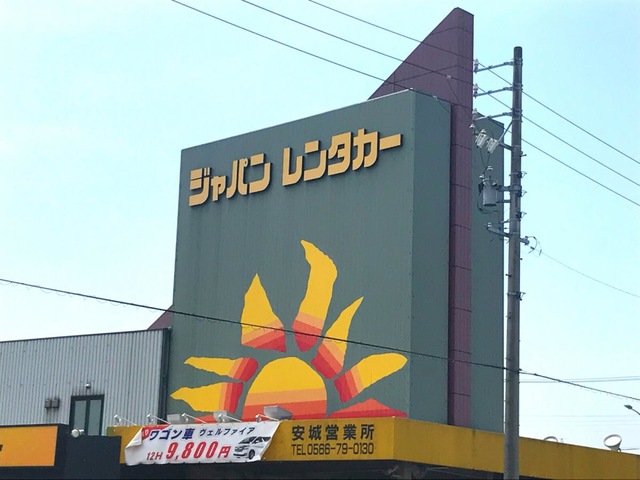 ジャパン レンタカー
ワゴン車 ヴェルファイア
12H 9,800円
安城営業所
TEL0566-79-0130